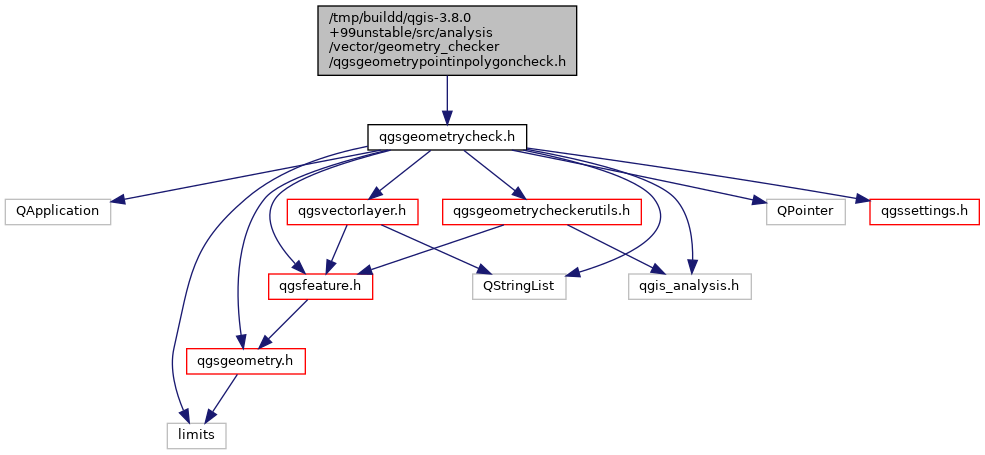 /tmp/buildd/qgis-3.8.0
+99unstable/src/analysis
/vector/geometry_checker
/qgsgeometrypointinpolygoncheck.h
qgsgeometrycheck.h
QApplication
qgsvectorlayer.h
qgsgeometrycheckerutils.h
QPointer
qgssettings.h
qgsfeature.h
QStringList
qgis_analysis.h
qgsgeometry.h
limits